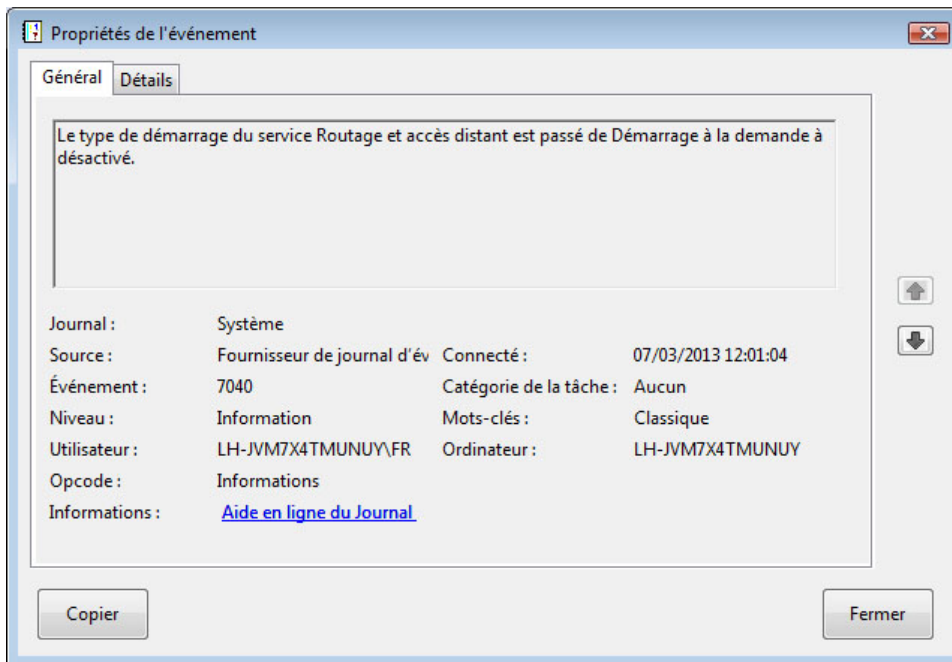 Propriétés de l'événement
Général Détails
Le type de démarrage du service Routage et accès distant est passé de Démarrage à la demande à
désactivé.
Journal : Système
Source : Fournisseur de journal d'év Connecté : 07/03/2013 12:01:04
Événement : 7040 Catégorie de la tâche : Aucun
Niveau : Information Mots-clés : Classique
Utilisateur : LH-JVM7X4TMUNUY\FR Ordinateur : LH-JVM7X4TMUNUY
Opcode : Informations
Informations : Aide en ligne du Journal
Copier Fermer